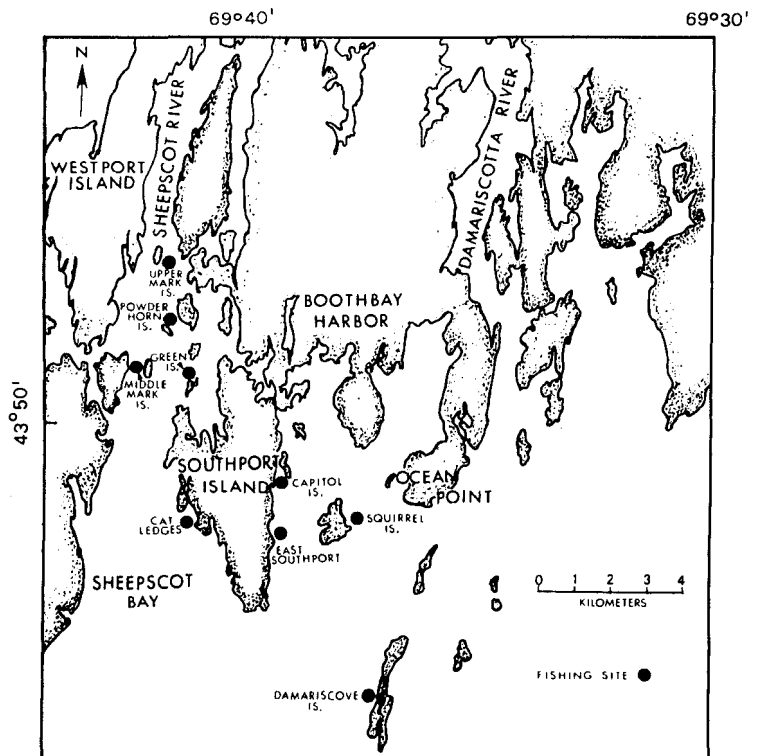 69°40'
69°30'
N
SHEEPSCOT RIVER
DAMARISCOTTA RIVER
WESTPORT
ISLAND
UPPER
MARK
IS.
POWDER
HORN
IS.
BOOTHBAY
HARBOR
GREEN
IS.
MIDDLE
MARK
IS.
43°50'
SOUTHPORT
ISLAND
CAPITOL
IS.
OCEAN
POINT
CAT
LEDGES
SQUIRREL
IS.
EAST
SOUTHPORT
SHEEPSCOT
BAY
0 1 2 3 4
KILOMETERS
FISHING SITE
DAMARISCOVE
IS.